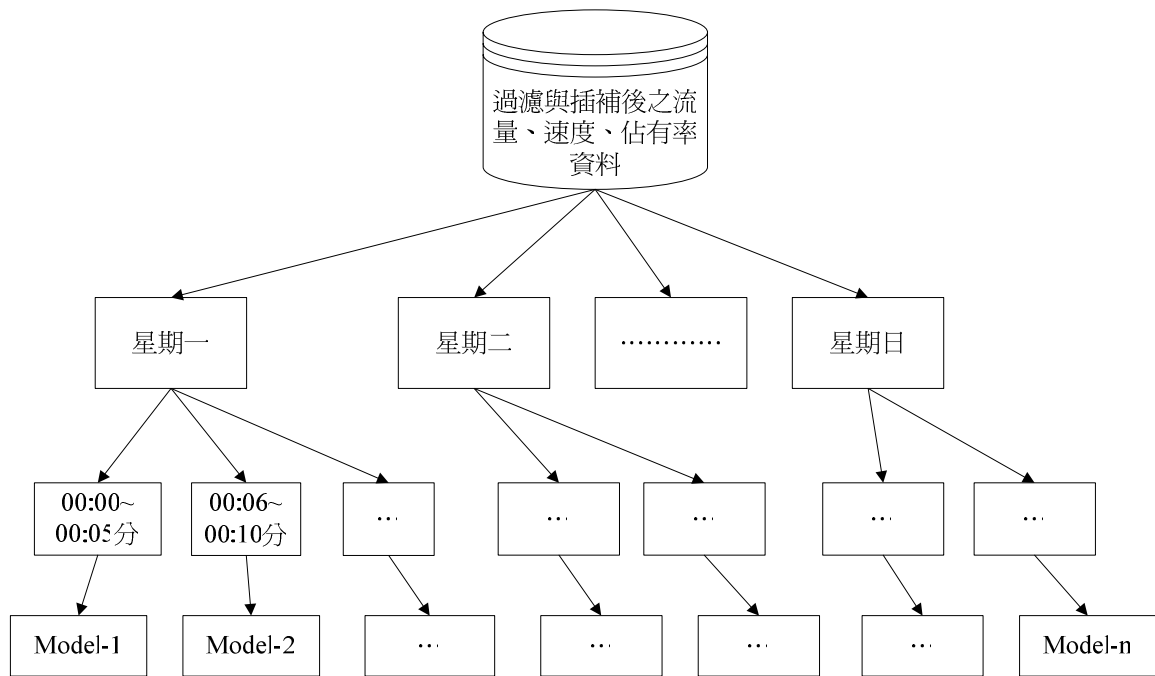 過濾與插補後之流
量、速度、佔有率
資料
星期一
星期二
…………
星期日
00:00~
00:05分
00:06~
00:10分
…
…
…
…
…
Model-1
Model-2
…
…
…
…
Model-n